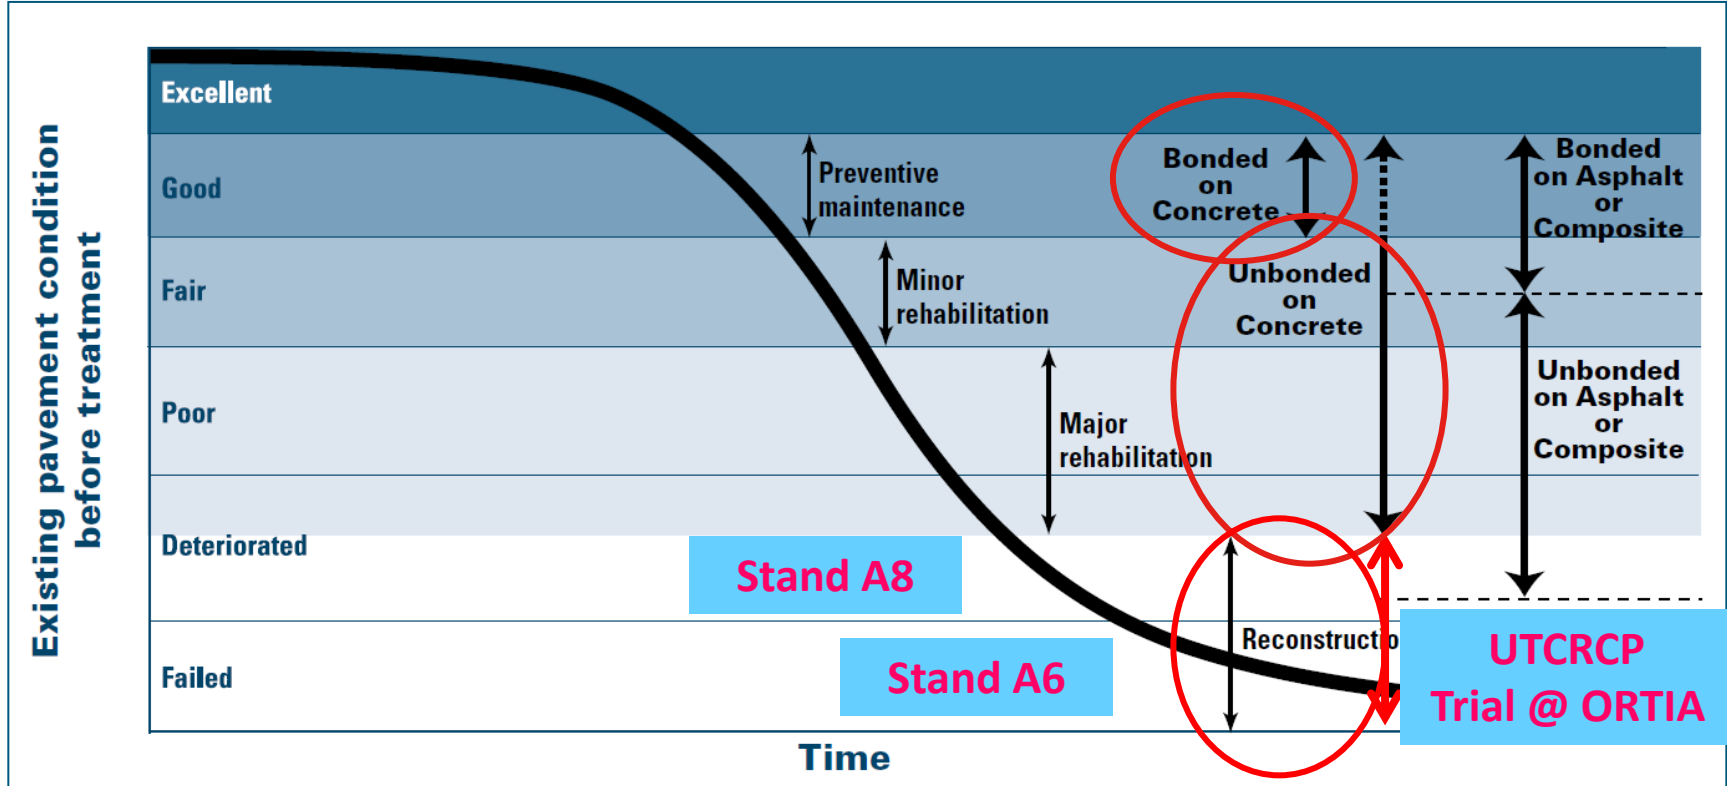 Existing pavement condition
before treatment
Excellent
Good
Fair
Poor
Deteriorated
Failed
Preventive
maintenance
Minor
rehabilitation
Major
rehabilitation
Reconstructio
Bonded
on
Concrete
Unbonded
on
Concrete
Bonded
on Asphalt
or
Composite
Unbonded
on Asphalt
or
Composite
Stand A8
Stand A6
UTCRCP
Trial @ ORTIA
Time